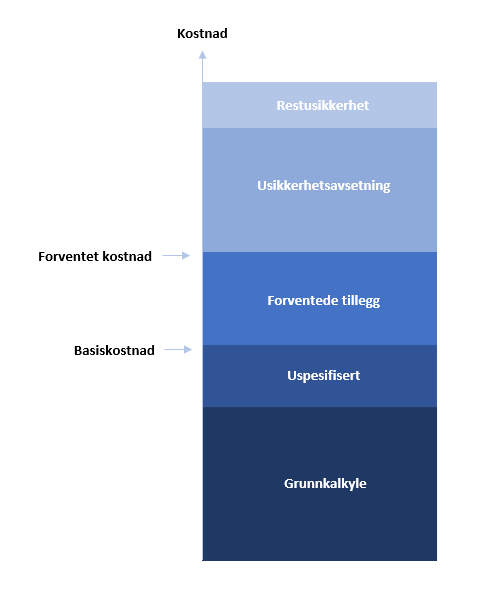 Kostnad
Restusikkerhet
Usikkerhetsavsetning
Forventet kostnad
Forventede tillegg
Basiskostnad
Uspesifisert
Grunnkalkyle